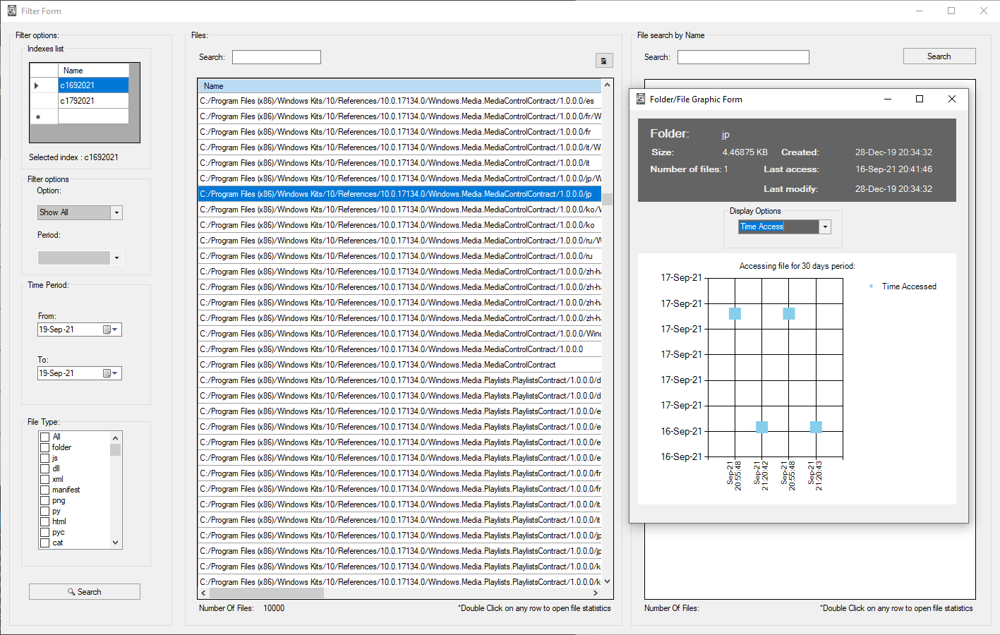 Filter Form
Filter options:
Indexes list
Name
c1692021
c1792021
Selected index : c1692021
Filter options
Option:
Show All
Period:
Time Period:
From:
19-Sep-21
To:
19-Sep-21
File Type:
All
folder
js
dll
xml
manifest
png
py
html
pyc
cat
Search
Files:
Search:
Name
C:/Program Files (x86)/Windows Kits/10/References/10.0.17134.0/Windows.Media.MediaControlContract/1.0.0.0/es
C:/Program Files (x86)/Windows Kits/10/References/10.0.17134.0/Windows.Media.MediaControlContract/1.0.0.0/fr/W
C:/Program Files (x86)/Windows Kits/10/References/10.0.17134.0/Windows.Media.MediaControlContract/1.0.0.0/fr
C:/Program Files (x86)/Windows Kits/10/References/10.0.17134.0/Windows.Media.MediaControlContract/1.0.0.0/it/W
C:/Program Files (x86)/Windows Kits/10/References/10.0.17134.0/Windows.Media.MediaControlContract/1.0.0.0/it
C:/Program Files (x86)/Windows Kits/10/References/10.0.17134.0/Windows.Media.MediaControlContract/1.0.0.0/jp/W
C:/Program Files (x86)/Windows Kits/10/References/10.0.17134.0/Windows.Media.MediaControlContract/1.0.0.0/jp
C:/Program Files (x86)/Windows Kits/10/References/10.0.17134.0/Windows.Media.MediaControlContract/1.0.0.0/ko/W
C:/Program Files (x86)/Windows Kits/10/References/10.0.17134.0/Windows.Media.MediaControlContract/1.0.0.0/ko
C:/Program Files (x86)/Windows Kits/10/References/10.0.17134.0/Windows.Media.MediaControlContract/1.0.0.0/ru/W
C:/Program Files (x86)/Windows Kits/10/References/10.0.17134.0/Windows.Media.MediaControlContract/1.0.0.0/ru
C:/Program Files (x86)/Windows Kits/10/References/10.0.17134.0/Windows.Media.MediaControlContract/1.0.0.0/zh-ha
C:/Program Files (x86)/Windows Kits/10/References/10.0.17134.0/Windows.Media.MediaControlContract/1.0.0.0/zh-ha
C:/Program Files (x86)/Windows Kits/10/References/10.0.17134.0/Windows.Media.MediaControlContract/1.0.0.0/zh-ha
C:/Program Files (x86)/Windows Kits/10/References/10.0.17134.0/Windows.Media.MediaControlContract/1.0.0.0/zh-ha
C:/Program Files (x86)/Windows Kits/10/References/10.0.17134.0/Windows.Media.MediaControlContract/1.0.0.0/Wind
C:/Program Files (x86)/Windows Kits/10/References/10.0.17134.0/Windows.Media.MediaControlContract/1.0.0.0
C:/Program Files (x86)/Windows Kits/10/References/10.0.17134.0/Windows.Media.MediaControlContract
C:/Program Files (x86)/Windows Kits/10/References/10.0.17134.0/Windows.Media.Playlists.PlaylistsContract/1.0.0.0/d
C:/Program Files (x86)/Windows Kits/10/References/10.0.17134.0/Windows.Media.Playlists.PlaylistsContract/1.0.0.0/d
C:/Program Files (x86)/Windows Kits/10/References/10.0.17134.0/Windows.Media.Playlists.PlaylistsContract/1.0.0.0/e
C:/Program Files (x86)/Windows Kits/10/References/10.0.17134.0/Windows.Media.Playlists.PlaylistsContract/1.0.0.0/e
C:/Program Files (x86)/Windows Kits/10/References/10.0.17134.0/Windows.Media.Playlists.PlaylistsContract/1.0.0.0/e
C:/Program Files (x86)/Windows Kits/10/References/10.0.17134.0/Windows.Media.Playlists.PlaylistsContract/1.0.0.0/e
C:/Program Files (x86)/Windows Kits/10/References/10.0.17134.0/Windows.Media.Playlists.PlaylistsContract/1.0.0.0/fr
C:/Program Files (x86)/Windows Kits/10/References/10.0.17134.0/Windows.Media.Playlists.PlaylistsContract/1.0.0.0/fr
C:/Program Files (x86)/Windows Kits/10/References/10.0.17134.0/Windows.Media.Playlists.PlaylistsContract/1.0.0.0/it.
C:/Program Files (x86)/Windows Kits/10/References/10.0.17134.0/Windows.Media.Playlists.PlaylistsContract/1.0.0.0/it
C:/Program Files (x86)/Windows Kits/10/References/10.0.17134.0/Windows.Media.Playlists.PlaylistsContract/1.0.0.0/jp
C:/Program Files (x86)/Windows Kits/10/References/10.0.17134.0/Windows.Media.Playlists.PlaylistsContract/1.0.0.0/jp
C:/Program Files (x86)/Windows Kits/10/References/10.0.17134.0/Windows.Media.Playlists.PlaylistsContract/1.0.0.0/k
C:/Program Files (x86)/Windows Kits/10/References/10.0.17134.0/Windows.Media.Playlists.PlaylistsContract/1.0.0.0/k
Number Of Files: 10000
*Double Click on any row to open file statistics
File search by Name
Search:
Search
Folder/File Graphic Form
Folder: jp
Size: 4.46875 KB Created: 28-Dec-19 20:34:32
Number of files: 1 Last access: 16-Sep-21 20:41:46
Last modify: 28-Dec-19 20:34:32
Display Options
Time Access
Accessing file for 30 days period:
Time Accessed
17-Sep-21
17-Sep-21
17-Sep-21
17-Sep-21
17-Sep-21
17-Sep-21
16-Sep-21
16-Sep-21
Sep-21
20:55:48
Sep-21
21:20:42
Sep-21
20:55:48
Sep-21
21:20:43
Number Of Files:
*Double Click on any row to open file statistics